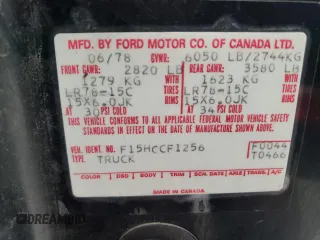 MFD. BY FORD MOTOR CO. OF CANADA LTD.
06/78 GVWR: 6050 LB/2744KG
FRONT GAWR: 2820 LB REAR GAWR: 3580 LB
1279 KG WITH 1623 KG WITH
LR78-15C TIRES LR78-15C TIRES
15X6.0JK RIMS 15X6.0JK RIMS
AT 30 PSI COLD AT 34 PSI COLD
THIS VEHICLE CONFORMS TO ALL APPLICABLE FEDERAL MOTOR VEHICLE
SAFETY STANDARDS IN EFFECT ON THE DATE OF MANUFACTURE SHOWN ABOVE.
VEH. IDENT. NO. F15HCCF1256 F0044
TYPE TRUCK T0466
COLOR DSO BODY TRIM SCH. DATE AXLE TRANS. A/C
MADE IN CANADA
DREAMBID